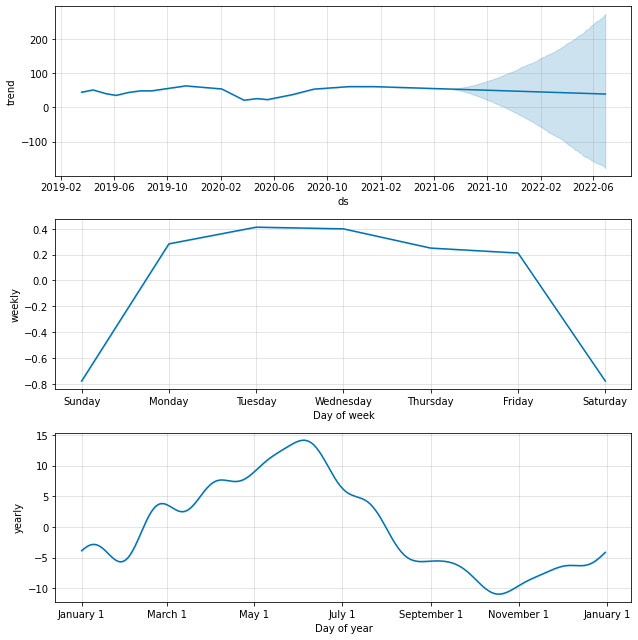 200
100
0
−100
trend
2019-02 2019-06 2019-10 2020-02 2020-06 2020-10 2021-02 2021-06 2021-10 2022-02 2022-06
ds
0.4
0.2
0.0
−0.2
−0.4
−0.6
−0.8
weekly
Sunday Monday Tuesday Wednesday Thursday Friday Saturday
Day of week
15
10
5
0
−5
−10
yearly
January 1 March 1 May 1 July 1 September 1 November 1 January 1
Day of year